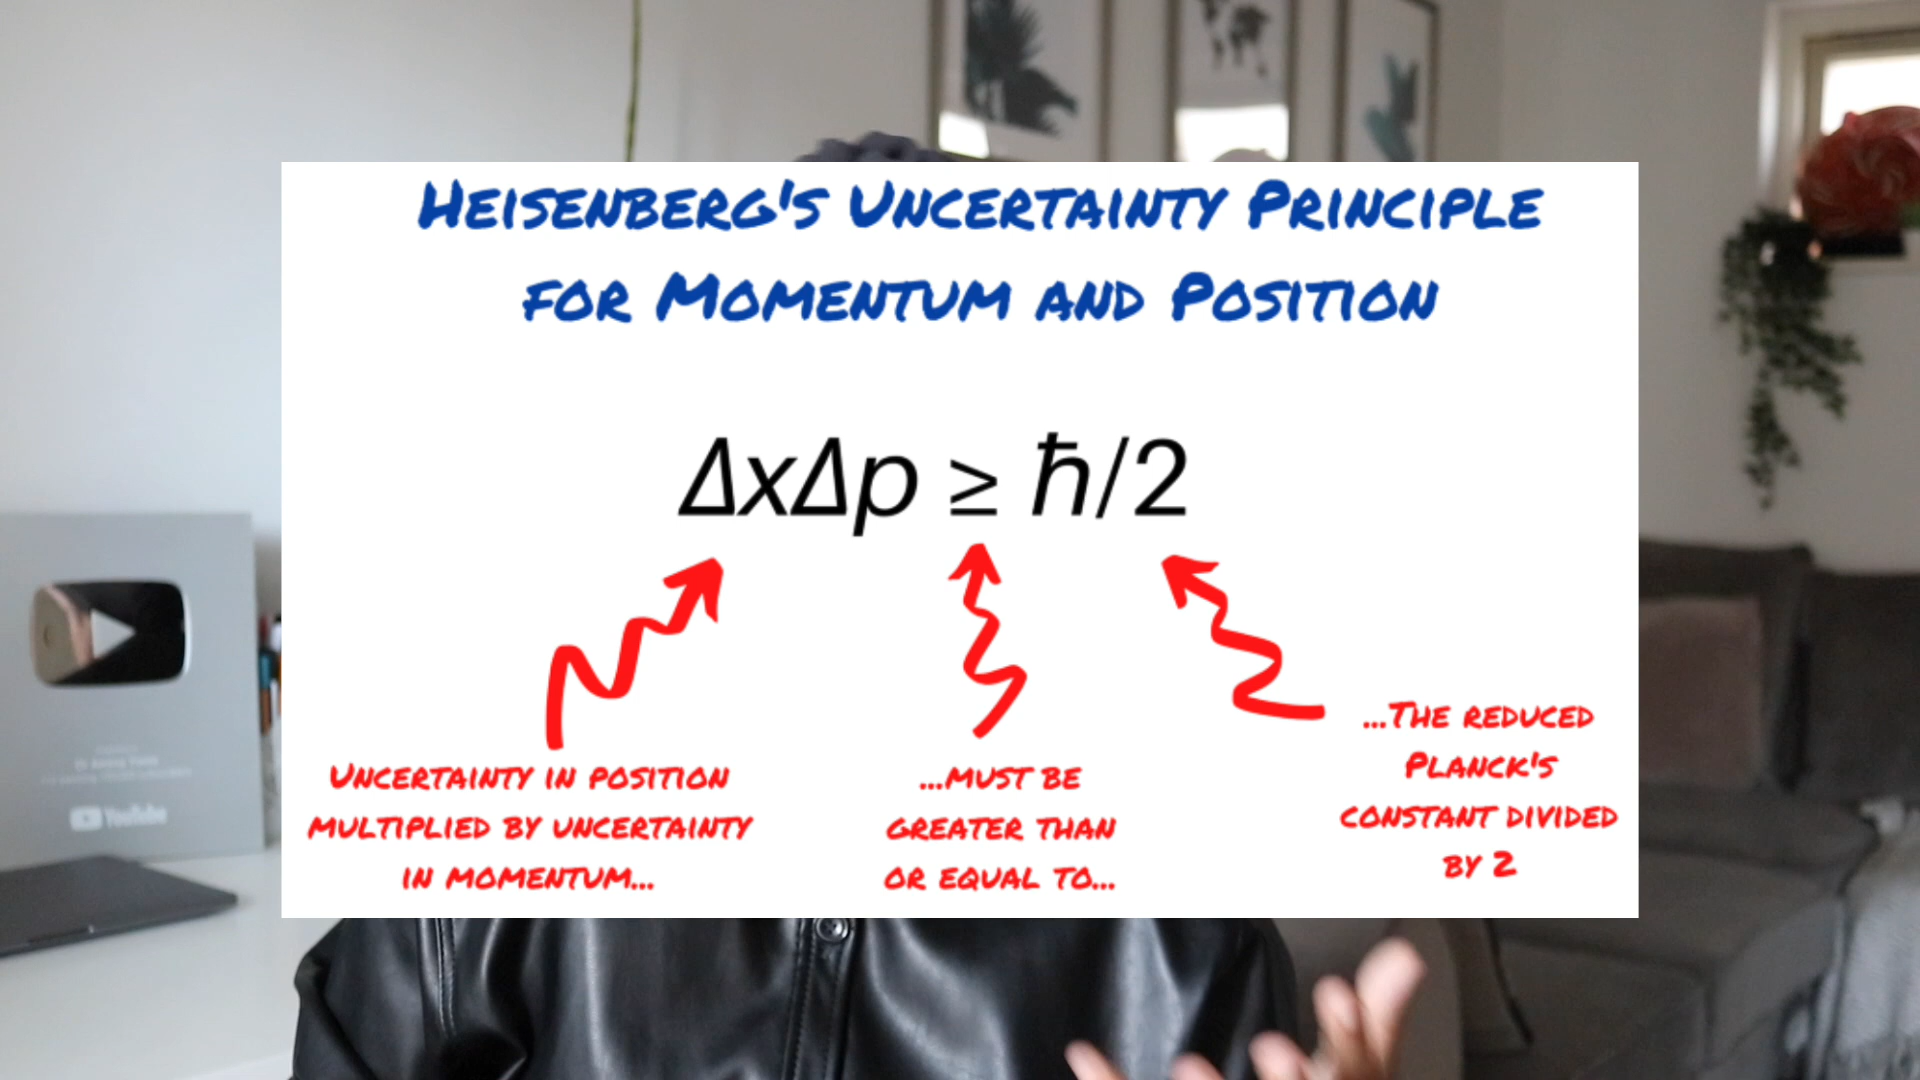 Heisenberg's Uncertainty Principle
for Momentum and Position
ΔxΔp ≥ ℏ/2
Uncertainty in position
multiplied by uncertainty
in momentum...
...must be
greater than
or equal to...
...The reduced
Planck's
constant divided
by 2
YouTube